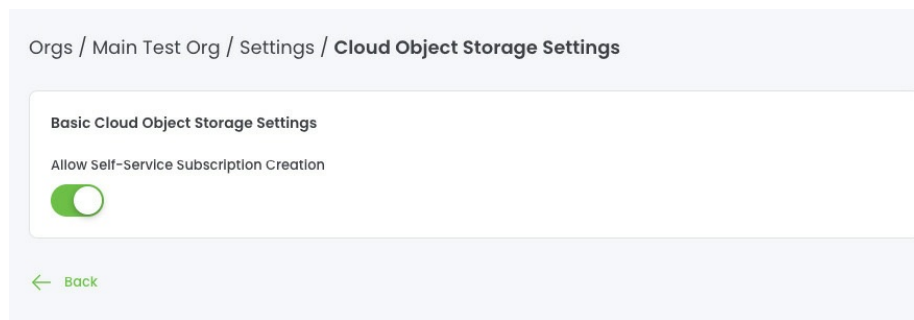 Orgs / Main Test Org / Settings / Cloud Object Storage Settings
Basic Cloud Object Storage Settings
Allow Self-Service Subscription Creation
Back